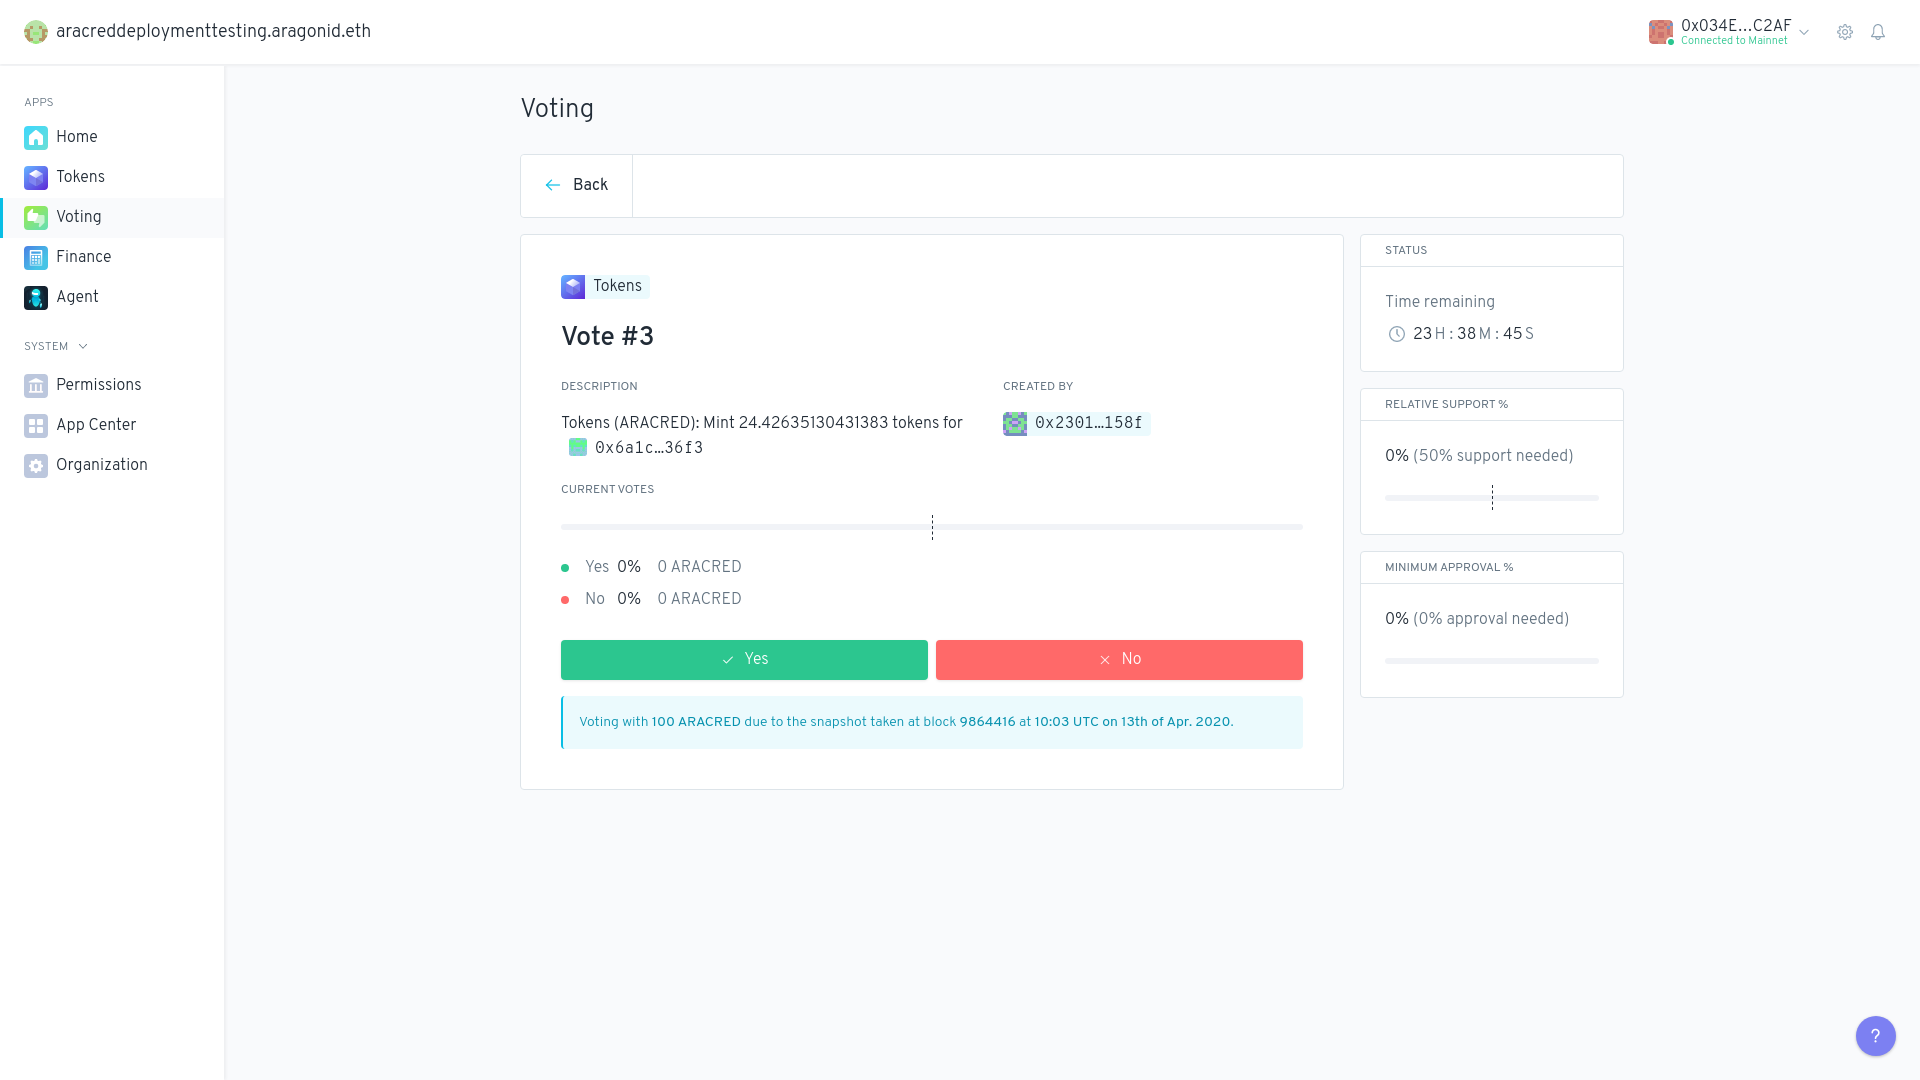 aracreddeploymenttesting.aragonid.eth
0x034E…C2AF
Connected to Mainnet
APPS
Home
Tokens
Voting
Finance
Agent
SYSTEM
Permissions
App Center
Organization
Voting
Back
Tokens
Vote #3
DESCRIPTION
Tokens (ARACRED): Mint 24.42635130431383 tokens for
0x6a1c…36f3
CREATED BY
0x2301…158f
CURRENT VOTES
Yes 0% 0 ARACRED
No 0% 0 ARACRED
Yes
No
Voting with 100 ARACRED due to the snapshot taken at block 9864416 at 10:03 UTC on 13th of Apr. 2020.
STATUS
Time remaining
23 H : 38 M : 45 S
RELATIVE SUPPORT %
0% (50% support needed)
MINIMUM APPROVAL %
0% (0% approval needed)
?